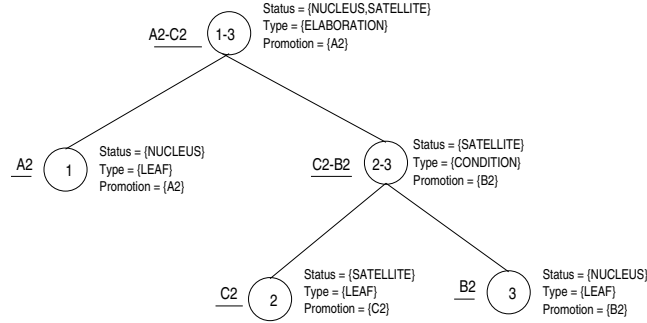 Status = {NUCLEUS,SATELLITE}
A2-C2 1-3 Type = {ELABORATION}
Promotion = {A2}
Status = {NUCLEUS}
A2 1 Type = {LEAF}
Promotion = {A2}
Status = {SATELLITE}
C2-B2 2-3 Type = {CONDITION}
Promotion = {B2}
Status = {SATELLITE}
C2 2 Type = {LEAF}
Promotion = {C2}
Status = {NUCLEUS}
B2 3 Type = {LEAF}
Promotion = {B2}